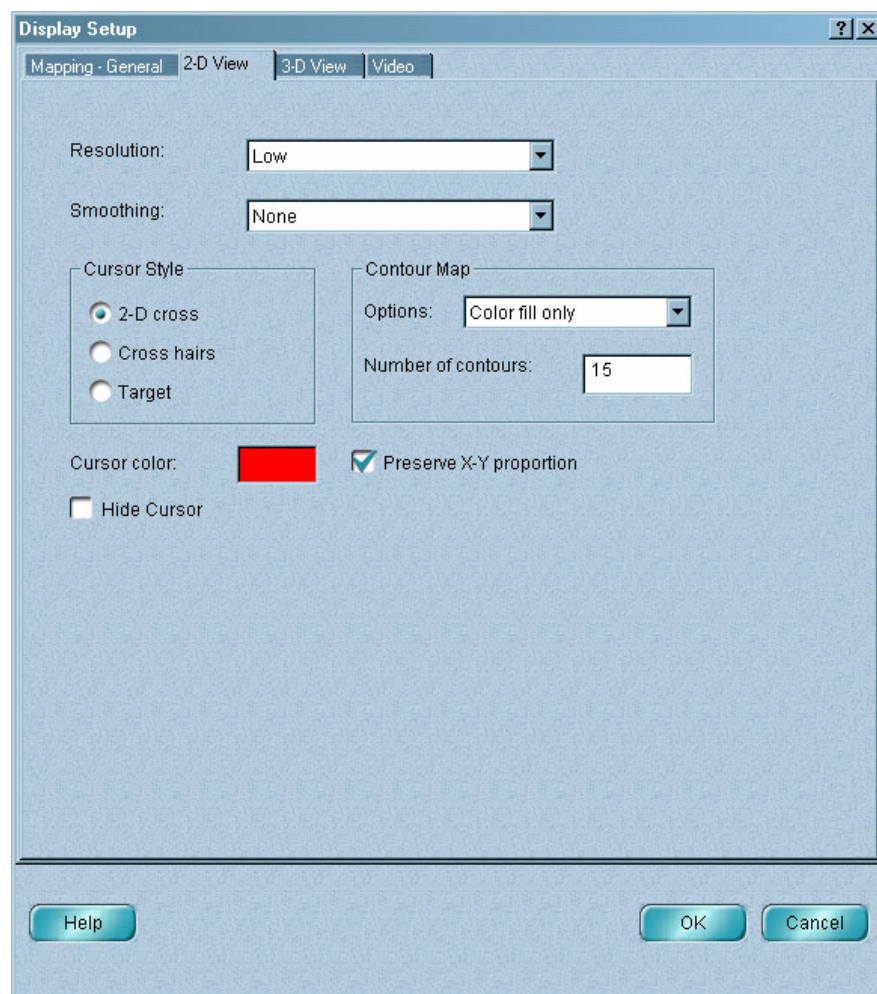 Display Setup
Mapping - General 2-D View 3-D View Video
Resolution: Low
Smoothing: None
Cursor Style
2-D cross
Cross hairs
Target
Contour Map
Options: Color fill only
Number of contours: 15
Cursor color:
Preserve X-Y proportion
Hide Cursor
Help OK Cancel